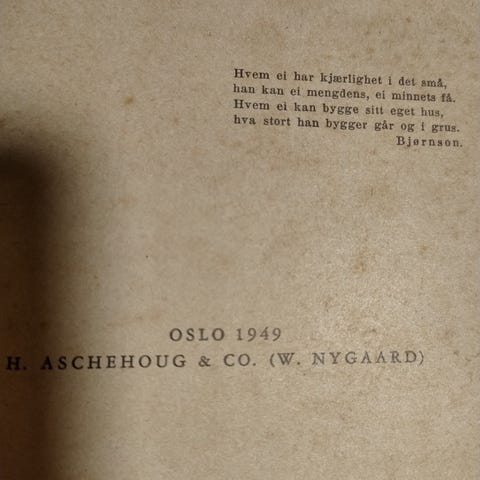 Hvem ei har kjærlighet i det små,
han kan ei mengdens, ei minnets få.
Hvem ei kan bygge sitt eget hus,
hva stort han bygger går og i grus.
Bjørnson.
OSLO 1949
H. ASCHEHOUG & CO. (W. NYGAARD)